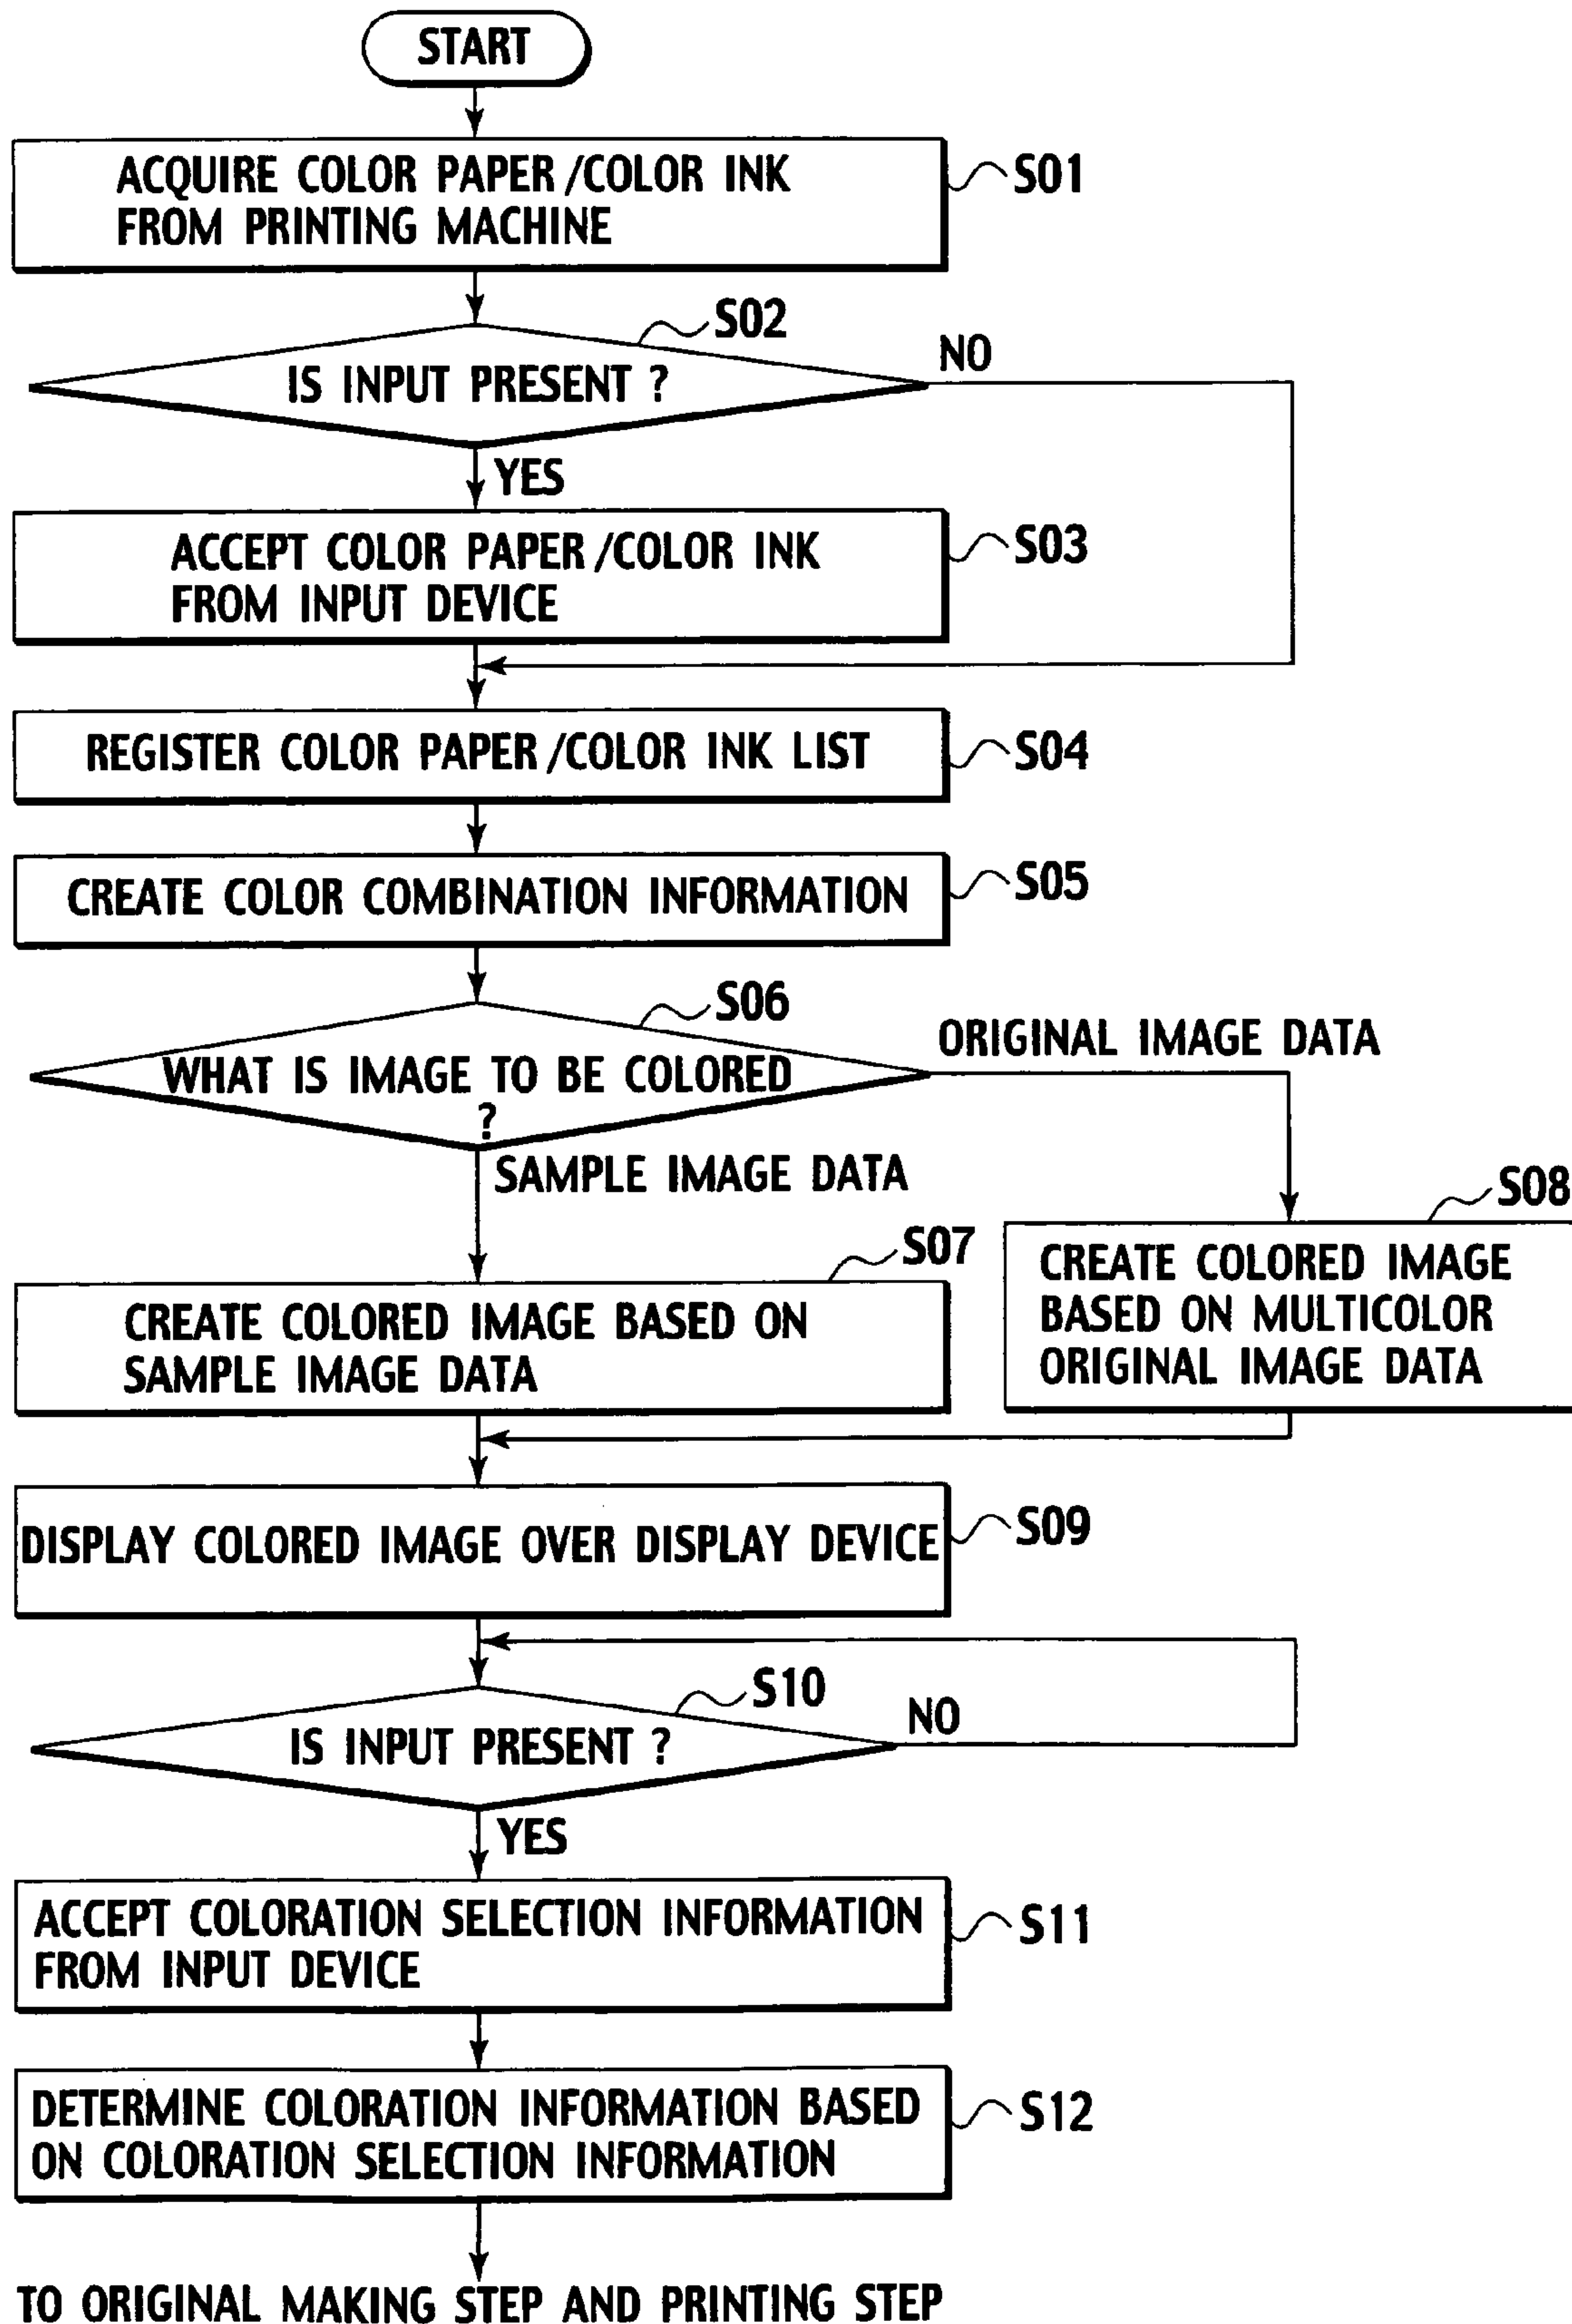 START
ACQUIRE COLOR PAPER/COLOR INK
FROM PRINTING MACHINE
S01
S02
IS INPUT PRESENT ?
NO
YES
ACCEPT COLOR PAPER/COLOR INK
FROM INPUT DEVICE
S03
REGISTER COLOR PAPER/COLOR INK LIST
S04
CREATE COLOR COMBINATION INFORMATION
S05
S06
WHAT IS IMAGE TO BE COLORED
?
ORIGINAL IMAGE DATA
SAMPLE IMAGE DATA
S07
CREATE COLORED IMAGE BASED ON
SAMPLE IMAGE DATA
S08
CREATE COLORED IMAGE
BASED ON MULTICOLOR
ORIGINAL IMAGE DATA
DISPLAY COLORED IMAGE OVER DISPLAY DEVICE
S09
S10
IS INPUT PRESENT ?
NO
YES
ACCEPT COLORATION SELECTION INFORMATION
FROM INPUT DEVICE
S11
DETERMINE COLORATION INFORMATION BASED
ON COLORATION SELECTION INFORMATION
S12
TO ORIGINAL MAKING STEP AND PRINTING STEP